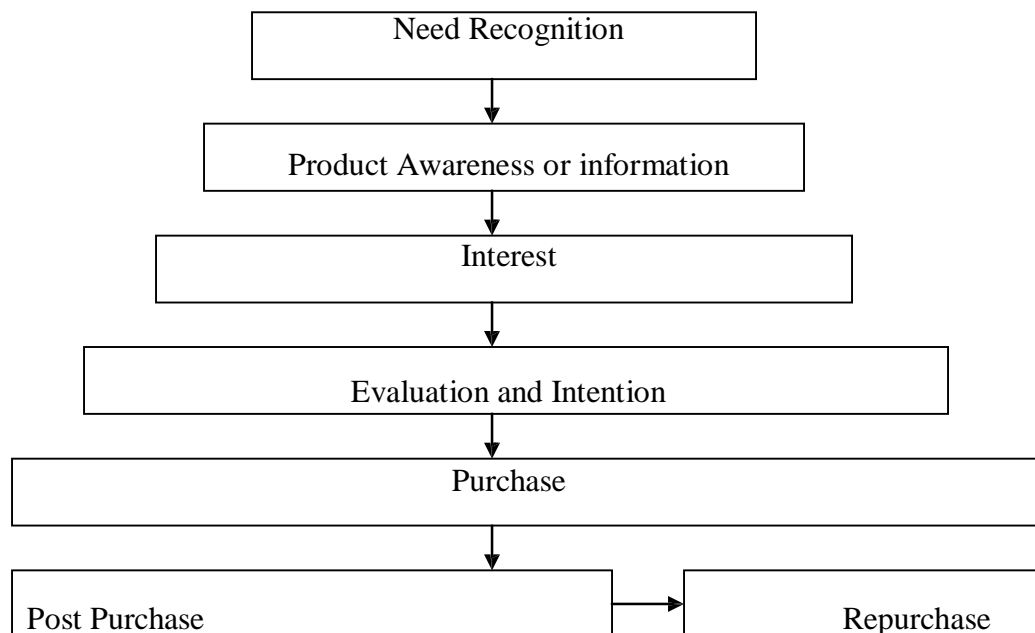 Need Recognition
Product Awareness or information
Interest
Evaluation and Intention
Purchase
Post Purchase
Repurchase